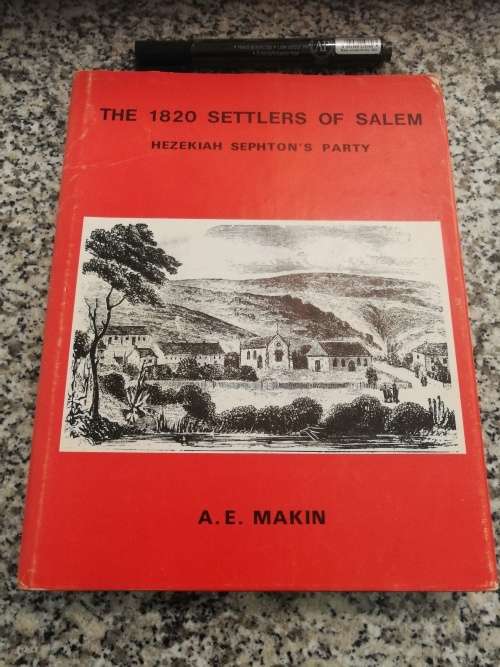 THE 1820 SETTLERS OF SALEM
HEZEKIAH SEPHTON'S PARTY
A.E. MAKIN